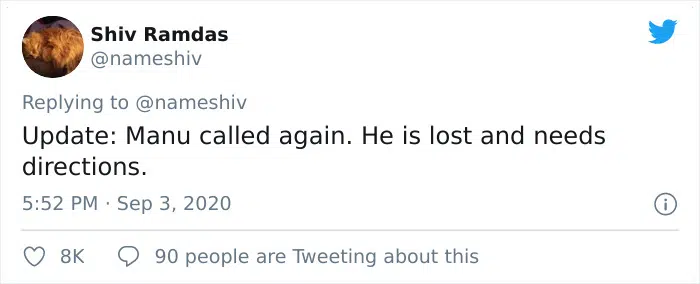 Shiv Ramdas
@nameshiv
Replying to @nameshiv
Update: Manu called again. He is lost and needs
directions.
5:52 PM · Sep 3, 2020
8K 90 people are Tweeting about this